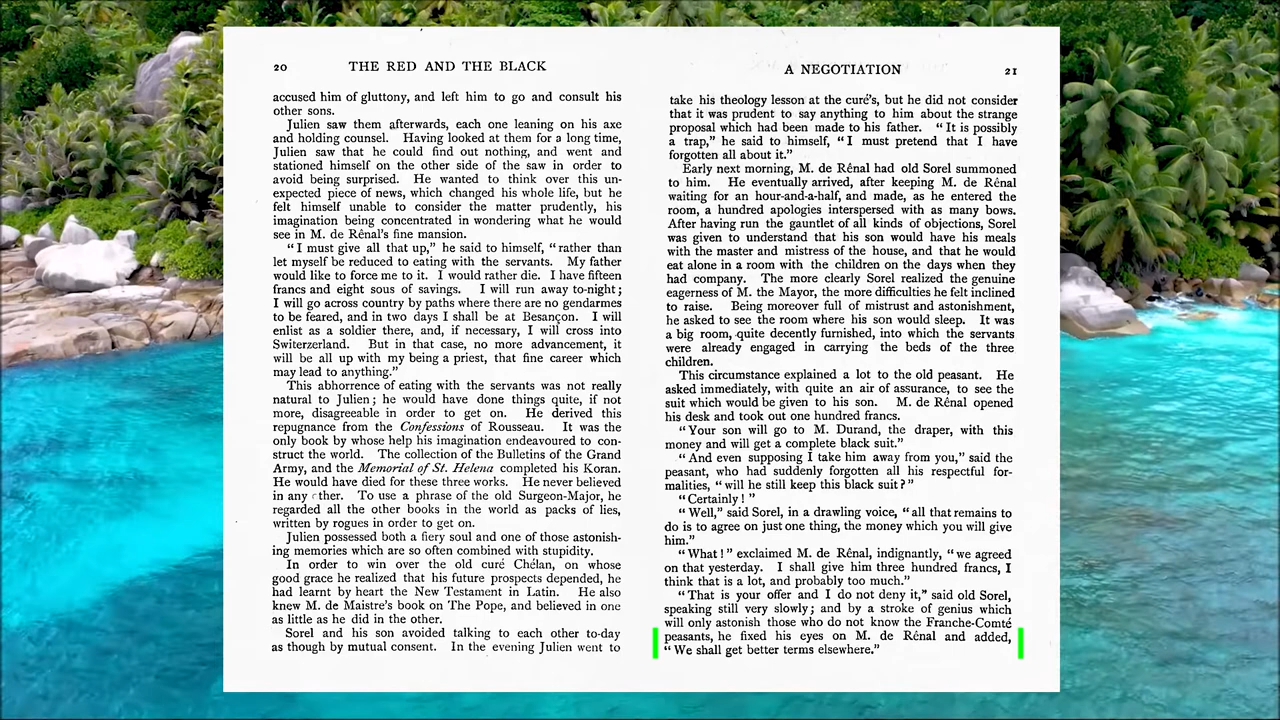 20 THE RED AND THE BLACK
accused him of gluttony, and left him to go and consult his
other sons.
Julien saw them afterwards, each one leaning on his axe
and holding counsel. Having looked at them for a long time,
Julien saw that he could find out nothing, and went and
stationed himself on the other side of the saw in order to
avoid being surprised. He wanted to think over this un-
expected piece of news, which changed his whole life, but he
felt himself unable to consider the matter prudently, his
imagination being concentrated in wondering what he would
see in M. de Rênal's fine mansion.
"I must give all that up," he said to himself, "rather than
let myself be reduced to eating with the servants. My father
would like to force me to it. I would rather die. I have fifteen
francs and eight sous of savings. I will run away to-night;
I will go across country by paths where there are no gendarmes
to be feared, and in two days I shall be at Besançon. I will
enlist as a soldier there, and, if necessary, I will cross into
Switzerland. But in that case, no more advancement, it
will be all up with my being a priest, that fine career which
may lead to anything."
This abhorrence of eating with the servants was not really
natural to Julien; he would have done things quite, if not
more, disagreeable in order to get on. He derived this
repugnance from the Confessions of Rousseau. It was the
only book by whose help his imagination endeavoured to con-
struct the world. The collection of the Bulletins of the Grand
Army, and the Memorial of St. Helena completed his Koran.
He would have died for these three works. He never believed
in any other. To use a phrase of the old Surgeon-Major, he
regarded all the other books in the world as packs of lies,
written by rogues in order to get on.
Julien possessed both a fiery soul and one of those astonish-
ing memories which are so often combined with stupidity.
In order to win over the old curé Chélan, on whose
good grace he realized that his future prospects depended, he
had learnt by heart the New Testament in Latin. He also
knew M. de Maistre's book on The Pope, and believed in one
as little as he did in the other.
Sorel and his son avoided talking to each other to-day
as though by mutual consent. In the evening Julien went to
A NEGOTIATION 21
take his theology lesson at the curé's, but he did not consider
that it was prudent to say anything to him about the strange
proposal which had been made to his father. "It is possibly
a trap," he said to himself, "I must pretend that I have
forgotten all about it."
Early next morning, M. de Rênal had old Sorel summoned
to him. He eventually arrived, after keeping M. de Rênal
waiting for an hour-and-a-half, and made, as he entered the
room, a hundred apologies interspersed with as many bows.
After having run the gauntlet of all kinds of objections, Sorel
was given to understand that his son would have his meals
with the master and mistress of the house, and that he would
eat alone in a room with the children on the days when they
had company. The more clearly Sorel realized the genuine
eagerness of M. the Mayor, the more difficulties he felt inclined
to raise. Being moreover full of mistrust and astonishment,
he asked to see the room where his son would sleep. It was
a big room, quite decently furnished, into which the servants
were already engaged in carrying the beds of the three
children.
This circumstance explained a lot to the old peasant. He
asked immediately, with quite an air of assurance, to see the
suit which would be given to his son. M. de Rênal opened
his desk and took out one hundred francs.
"Your son will go to M. Durand, the draper, with this
money and will get a complete black suit."
"And even supposing I take him away from you," said the
peasant, who had suddenly forgotten all his respectful for-
malities, "will he still keep this black suit?"
"Certainly!"
"Well," said Sorel, in a drawling voice, "all that remains to
do is to agree on just one thing, the money which you will give
him."
"What!" exclaimed M. de Rênal, indignantly, "we agreed
on that yesterday. I shall give him three hundred francs, I
think that is a lot, and probably too much."
"That is your offer and I do not deny it," said old Sorel,
speaking still very slowly; and by a stroke of genius which
will only astonish those who do not know the Franche-Comté
peasants, he fixed his eyes on M. de Rênal and added,
"We shall get better terms elsewhere."